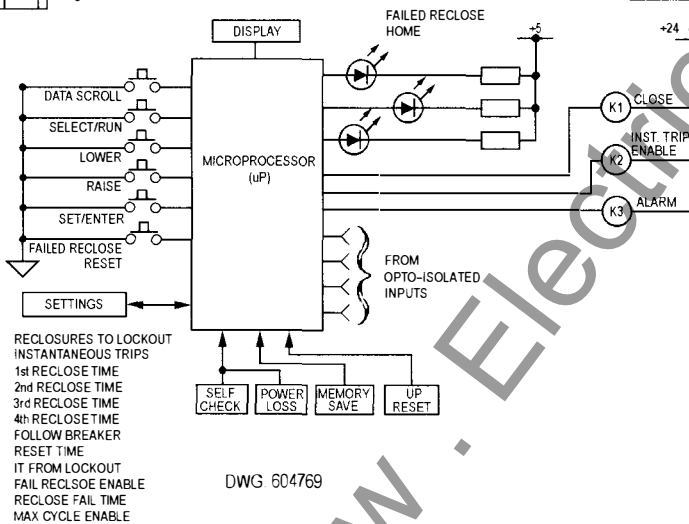 FAILED RECLOSE
HOME
DISPLAY
+5
+24
DATA SCROLL
SELECT/RUN
LOWER
RAISE
SET/ENTER
FAILED RECLOSE
RESET
MICROPROCESSOR
(uP)
K1 CLOSE
INST. TRIP
ENABLE
K2
K3 ALARM
FROM
OPTO-ISOLATED
INPUTS
SETTINGS
RECLOSURES TO LOCKOUT
INSTANTANEOUS TRIPS
1st RECLOSE TIME
2nd RECLOSE TIME
3rd RECLOSE TIME
4th RECLOSE TIME
FOLLOW BREAKER
RESET TIME
IT FROM LOCKOUT
FAIL RECLSOE ENABLE
RECLOSE FAIL TIME
MAX CYCLE ENABLE
SELF
CHECK
POWER
LOSS
MEMORY
SAVE
UP
RESET
DWG. 604769
w . Electric